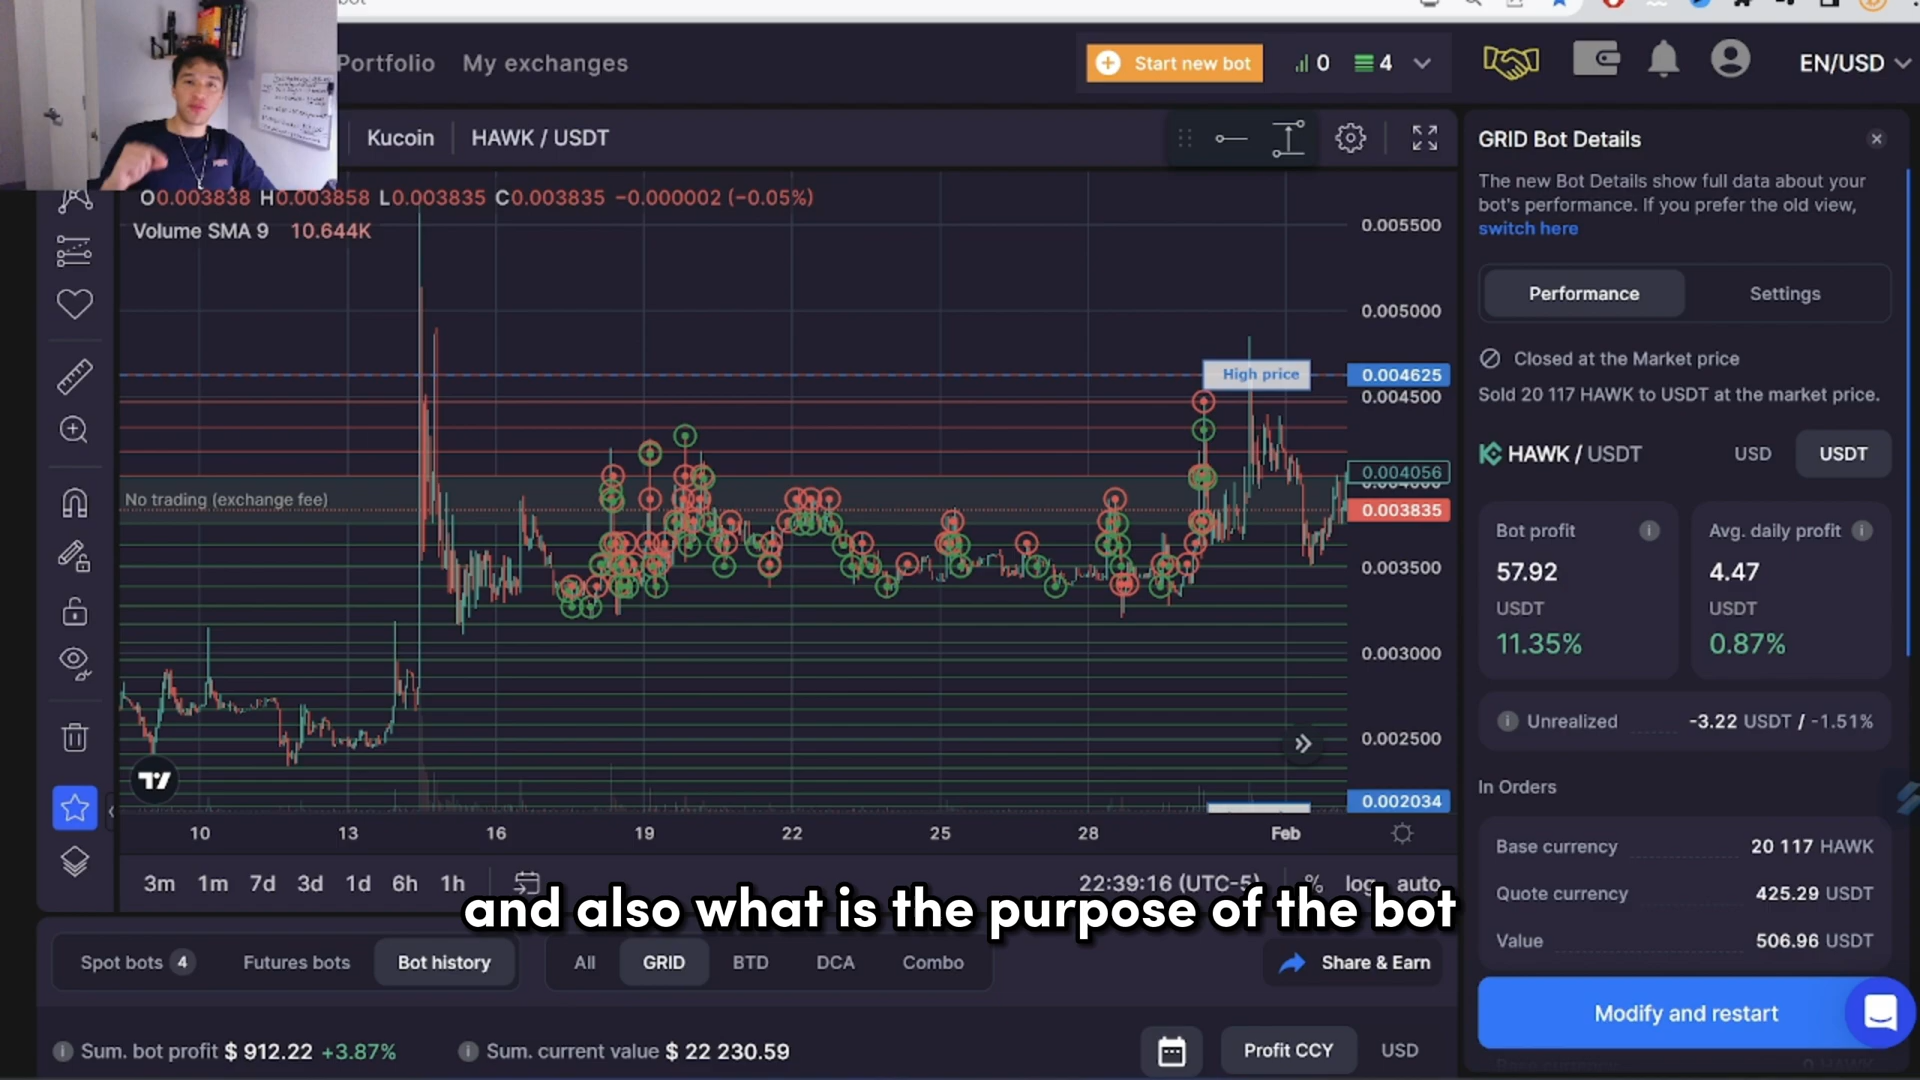 bot
Portfolio
My exchanges
Start new bot
0
4
EN/USD
Kucoin
HAWK / USDT
O0.003838 H0.003858 L0.003835 C0.003835 −0.000002 (−0.05%)
Volume SMA 9 10.644K
No trading (exchange fee)
High price
0.005500
0.005000
0.004625
0.004500
0.004056
0.003835
0.003500
0.003000
0.002500
0.002034
10
13
16
19
22
25
28
Feb
3m
1m
7d
3d
1d
6h
1h
22:39:16 (UTC-5)
%
log
auto
and also what is the purpose of the bot
Spot bots 4
Futures bots
Bot history
All
GRID
BTD
DCA
Combo
Share & Earn
Sum. bot profit $ 912.22 +3.87%
Sum. current value $ 22 230.59
Profit CCY
USD
GRID Bot Details
The new Bot Details show full data about your
bot's performance. If you prefer the old view,
switch here
Performance
Settings
Closed at the Market price
Sold 20 117 HAWK to USDT at the market price.
HAWK / USDT
USD
USDT
Bot profit
57.92
USDT
11.35%
Avg. daily profit
4.47
USDT
0.87%
Unrealized
-3.22 USDT / -1.51%
In Orders
Base currency
20 117 HAWK
Quote currency
425.29 USDT
Value
506.96 USDT
Modify and restart